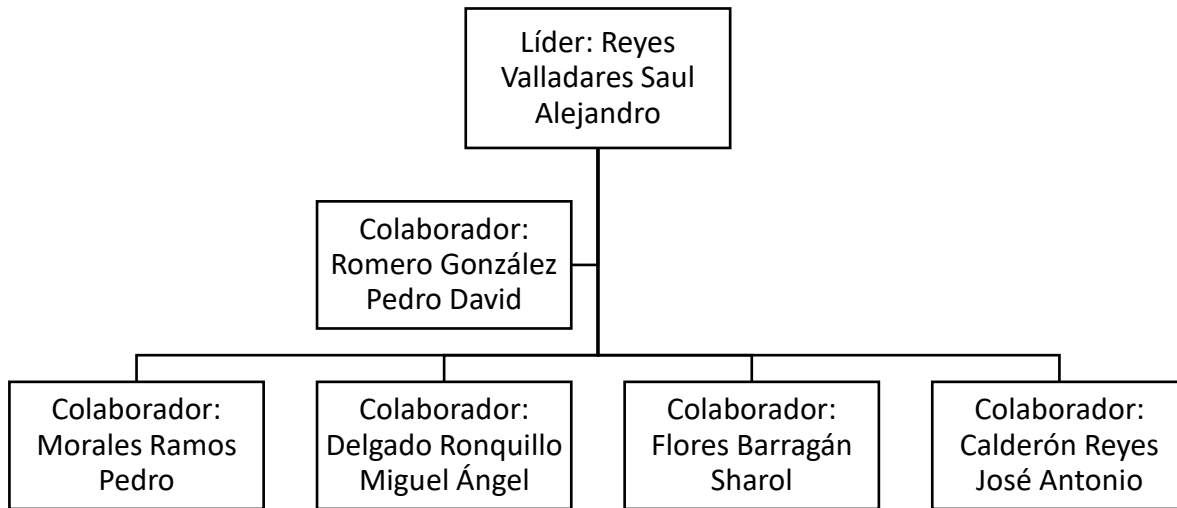 Líder: Reyes
Valladares Saul
Alejandro
Colaborador:
Romero González
Pedro David
Colaborador:
Morales Ramos
Pedro
Colaborador:
Delgado Ronquillo
Miguel Ángel
Colaborador:
Flores Barragán
Sharol
Colaborador:
Calderón Reyes
José Antonio